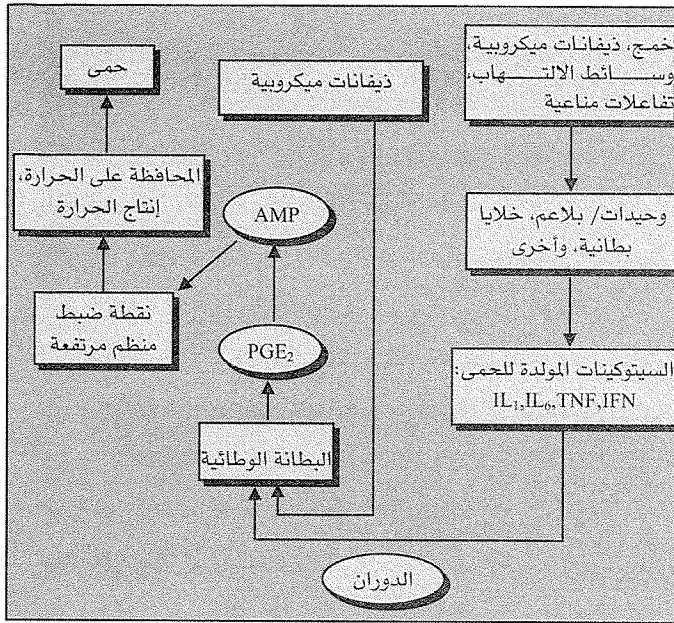 خمج، ذيفانات ميكروبية،
وسائط الالتهاب،
تفاعلات مناعية
وحيدات/ بلاعم، خلايا
بطانية، وأخرى
السيتوكينات المولدة للحمى:
IL₁,IL₆,TNF,IFN
ذيفانات ميكروبية
الدوران
البطانة الوطائية
PGE₂
AMP
نقطة ضبط
منظم مرتفعة
المحافظة على الحرارة،
إنتاج الحرارة
حمى